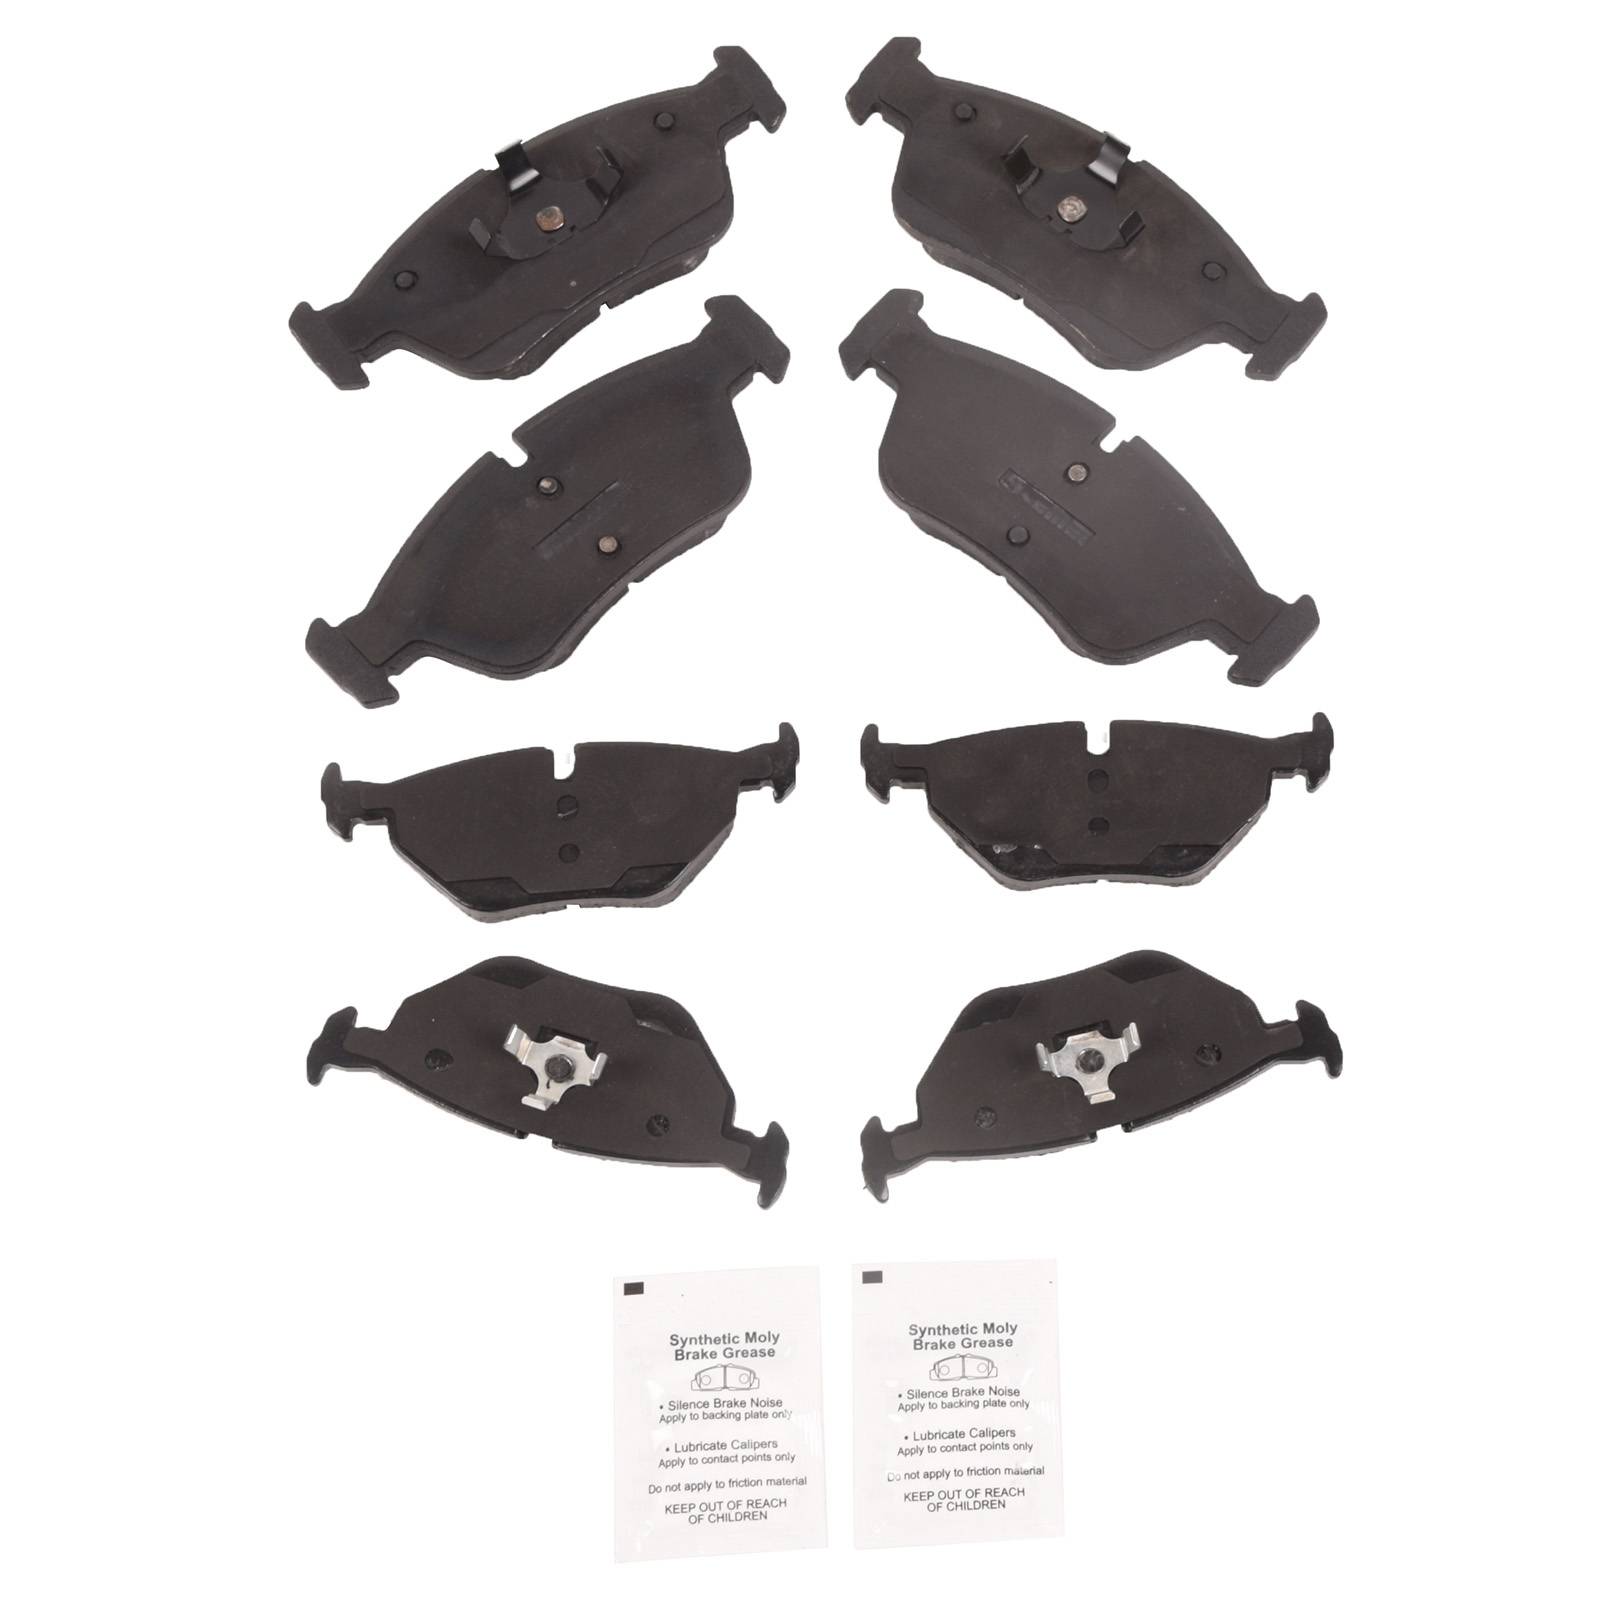 Synthetic Moly
Brake Grease
• Silence Brake Noise
Apply to backing plate only
• Lubricate Calipers
Apply to contact points only
Do not apply to friction material
KEEP OUT OF REACH
OF CHILDREN
Synthetic Moly
Brake Grease
• Silence Brake Noise
Apply to backing plate only
• Lubricate Calipers
Apply to contact points only
Do not apply to friction material
KEEP OUT OF REACH
OF CHILDREN